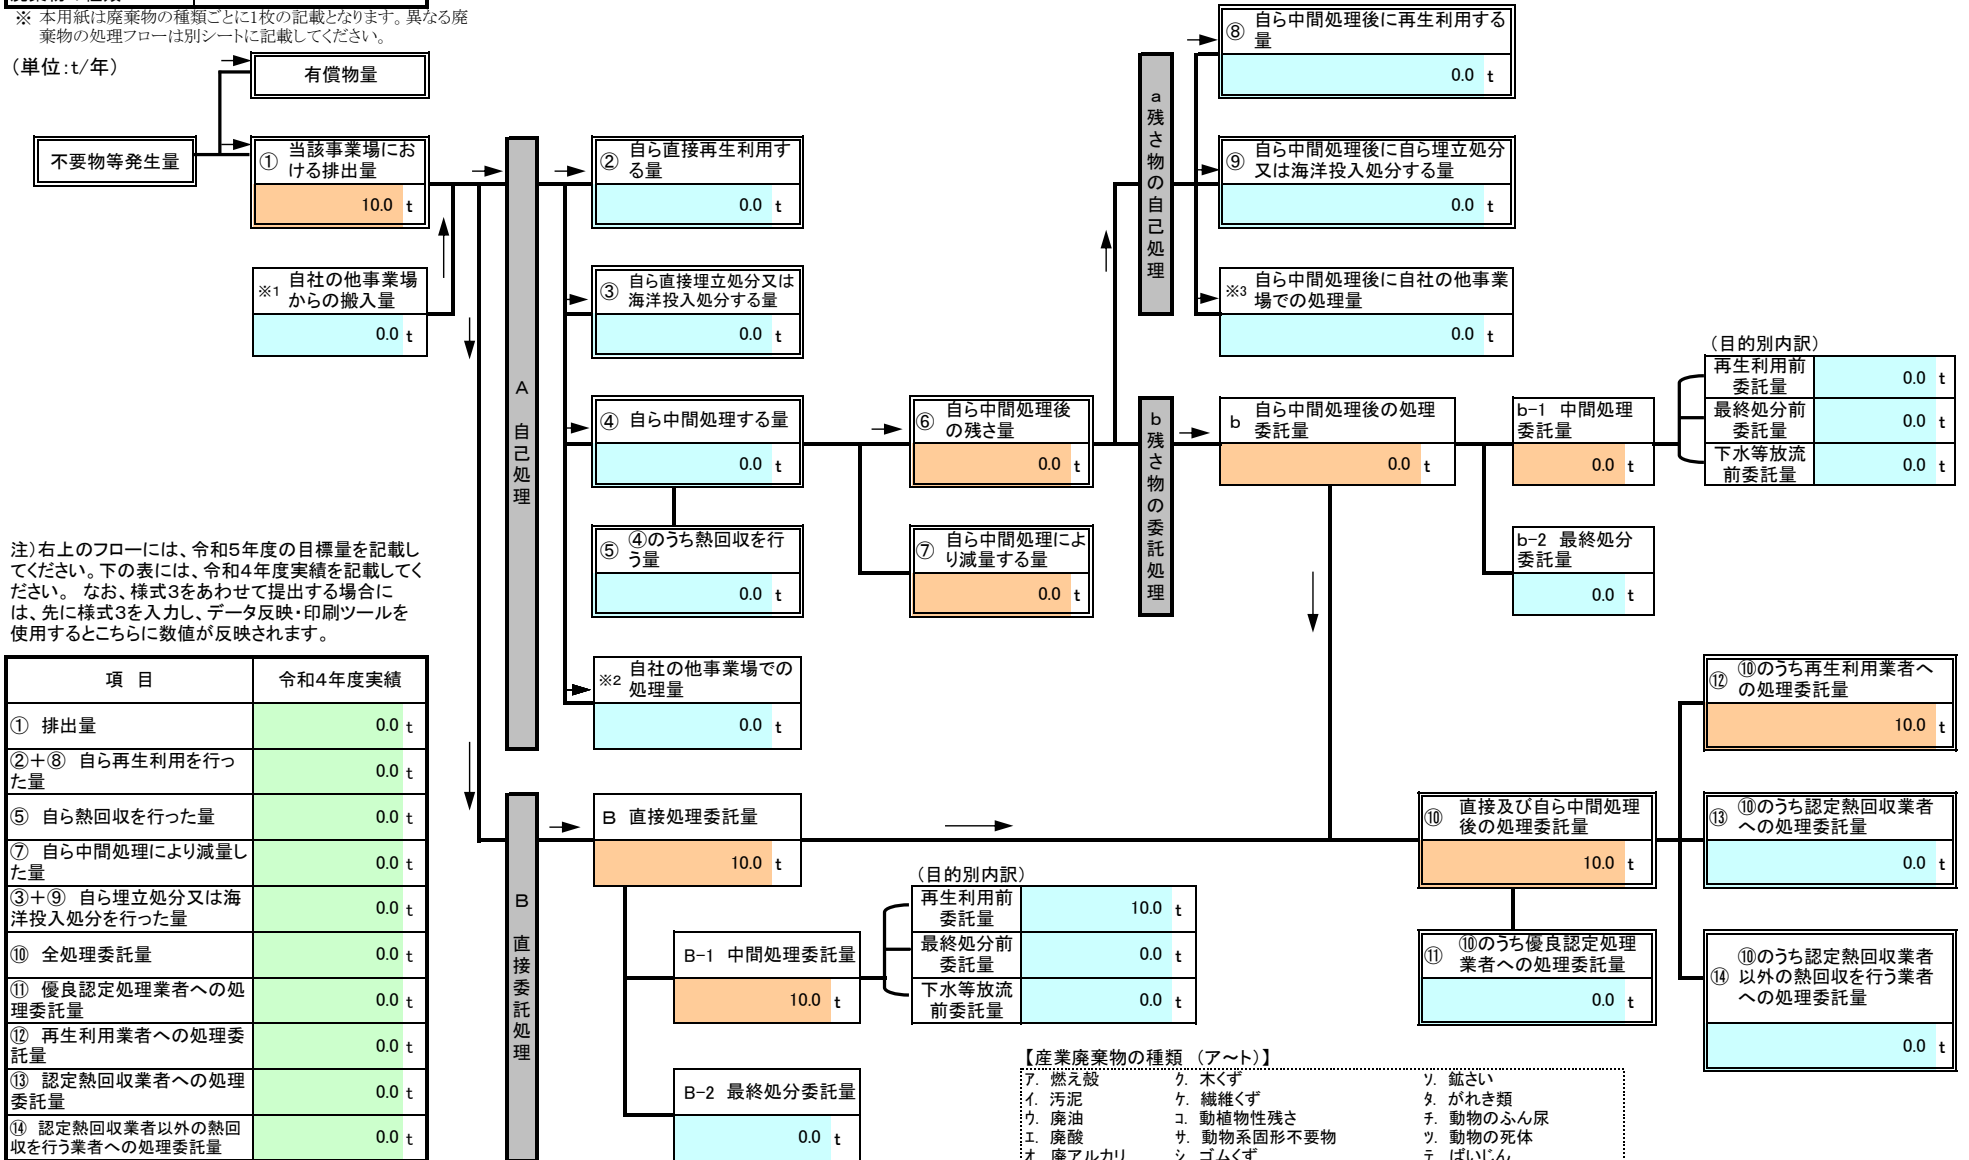 ※ 本用紙は廃棄物の種類ごとに1枚の記載となります。異なる廃
棄物の処理フローは別シートに記載してください。
(単位:t/年)
有償物量
不要物等発生量
① 当該事業場にお
ける排出量
10.0 t
※1 自社の他事業場
からの搬入量
0.0 t
A 自己処理
② 自ら直接再生利用す
る量
0.0 t
③ 自ら直接埋立処分又は
海洋投入処分する量
0.0 t
④ 自ら中間処理する量
0.0 t
⑤ ④のうち熱回収を行
う量
0.0 t
※2 自社の他事業場での
処理量
0.0 t
⑥ 自ら中間処理後
の残さ量
0.0 t
⑦ 自ら中間処理によ
り減量する量
0.0 t
a 残さ物の自己処理
⑧ 自ら中間処理後に再生利用する
量
0.0 t
⑨ 自ら中間処理後に自ら埋立処分
又は海洋投入処分する量
0.0 t
※3 自ら中間処理後に自社の他事業
場での処理量
0.0 t
b 残さ物の委託処理
b 自ら中間処理後の処理
委託量
0.0 t
b-1 中間処理
委託量
0.0 t
b-2 最終処分
委託量
0.0 t
(目的別内訳)
再生利用前
委託量
0.0 t
最終処分前
委託量
0.0 t
下水等放流
前委託量
0.0 t
注)右上のフローには、令和5年度の目標量を記載し
てください。下の表には、令和4年度実績を記載してく
ださい。 なお、様式3をあわせて提出する場合に
は、先に様式3を入力し、データ反映・印刷ツールを
使用するとこちらに数値が反映されます。
項 目 令和4年度実績
① 排出量 0.0 t
②+⑧ 自ら再生利用を行っ
た量 0.0 t
⑤ 自ら熱回収を行った量 0.0 t
⑦ 自ら中間処理により減量し
た量 0.0 t
③+⑨ 自ら埋立処分又は海
洋投入処分を行った量 0.0 t
⑩ 全処理委託量 0.0 t
⑪ 優良認定処理業者への処
理委託量 0.0 t
⑫ 再生利用業者への処理委
託量 0.0 t
⑬ 認定熱回収業者への処理
委託量 0.0 t
⑭ 認定熱回収業者以外の熱回
収を行う業者への処理委託量 0.0 t
B 直接委託処理
B 直接処理委託量
10.0 t
B-1 中間処理委託量
10.0 t
B-2 最終処分委託量
0.0 t
(目的別内訳)
再生利用前
委託量
10.0 t
最終処分前
委託量
0.0 t
下水等放流
前委託量
0.0 t
⑩ 直接及び自ら中間処理
後の処理委託量
10.0 t
⑪ ⑩のうち優良認定処理
業者への処理委託量
0.0 t
⑫ ⑩のうち再生利用業者へ
の処理委託量
10.0 t
⑬ ⑩のうち認定熱回収業者
への処理委託量
0.0 t
⑭ ⑩のうち認定熱回収業者
以外の熱回収を行う業者
への処理委託量
0.0 t
【産業廃棄物の種類 (ア〜ト)】
ア. 燃え殻 ク. 木くず ソ. 鉱さい
イ. 汚泥 ケ. 繊維くず タ. がれき類
ウ. 廃油 コ. 動植物性残さ チ. 動物のふん尿
エ. 廃酸 サ. 動物系固形不要物 ツ. 動物の死体
オ. 廃アルカリ シ. ゴムくず テ. ばいじん